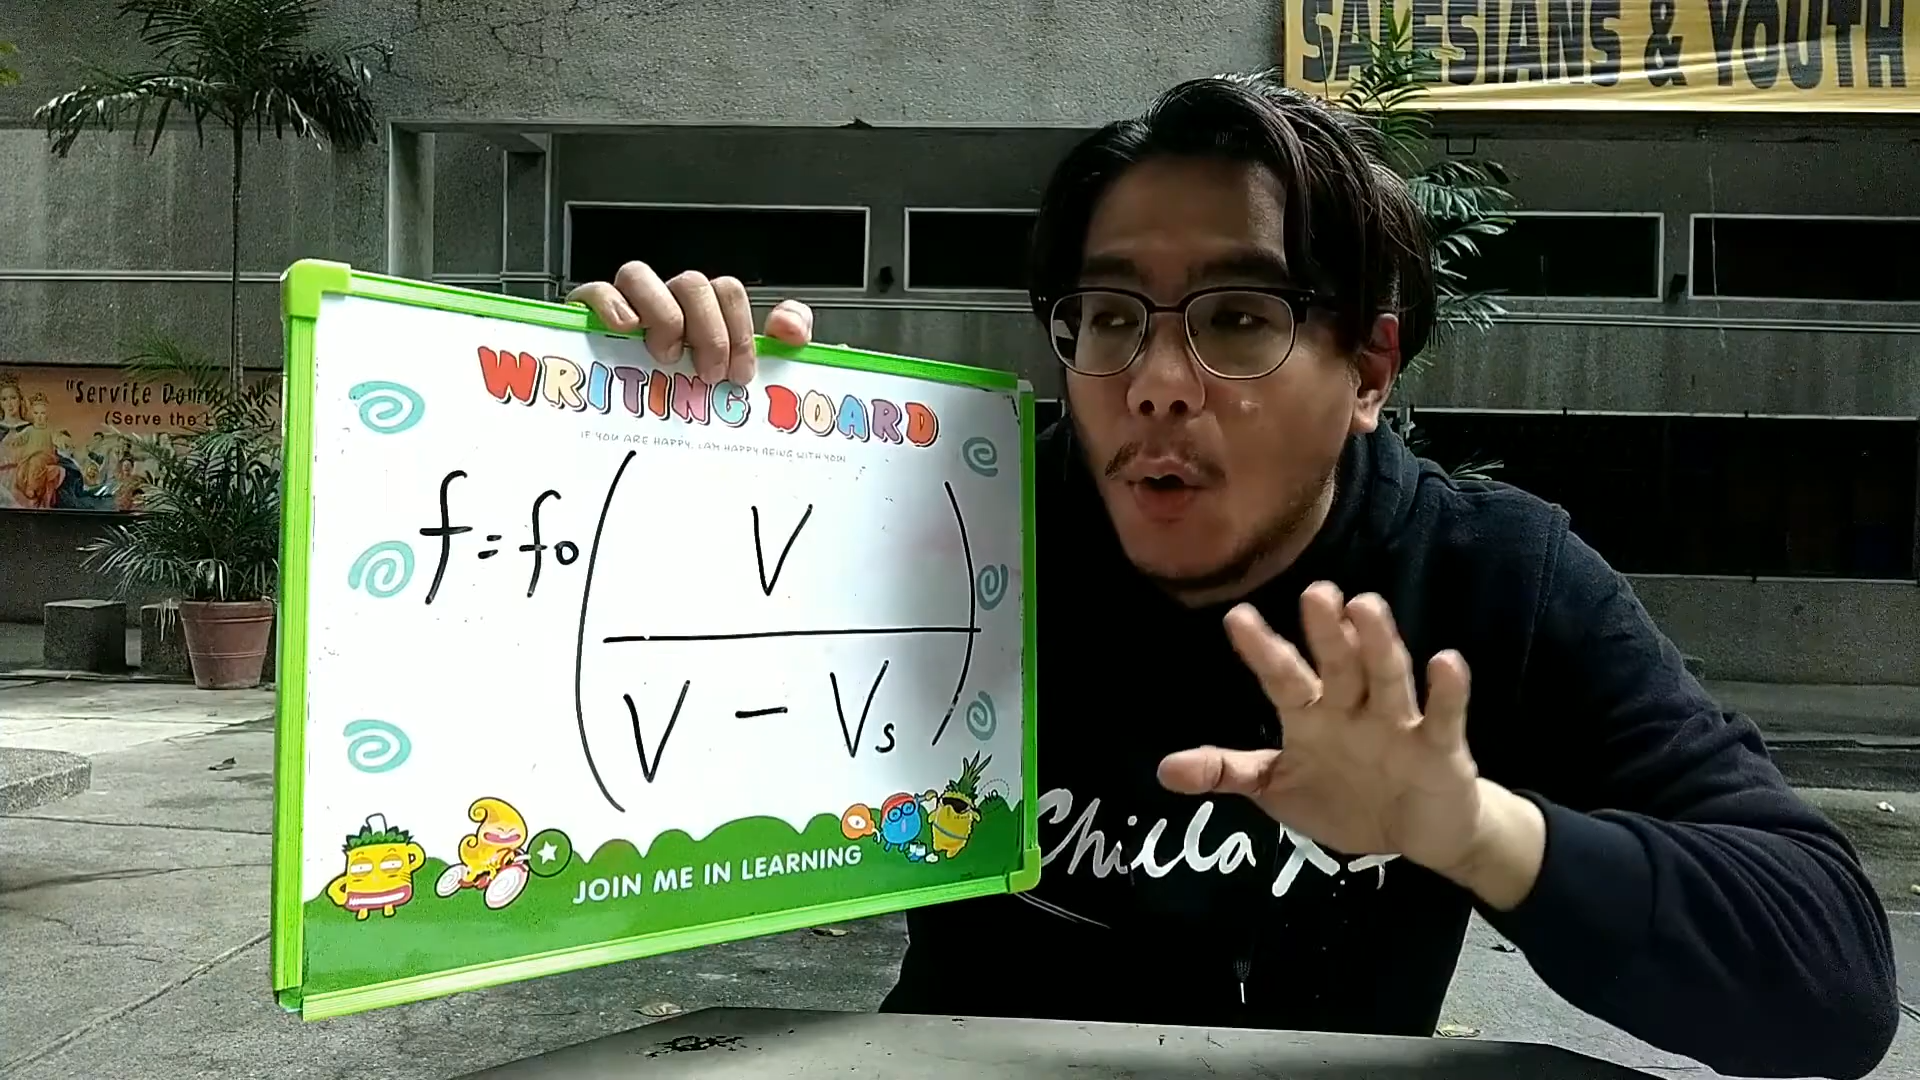 SALESIANS & YOUTH
"Servite Domi
(Serve the L
WRITING BOARD
IF YOU ARE HAPPY, I AM HAPPY BEING WITH YOU!
f = fo ( V / V - Vs )
JOIN ME IN LEARNING
Chilla